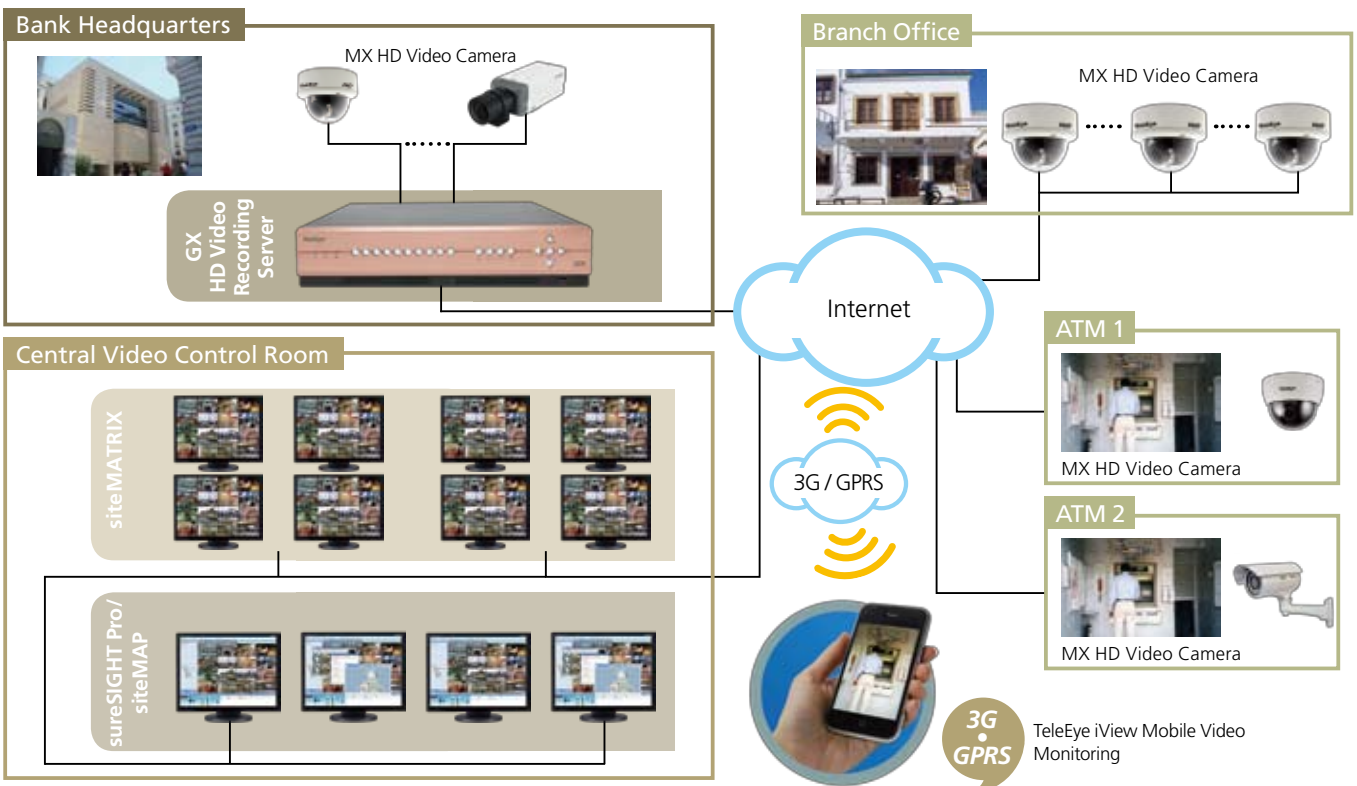 Bank Headquarters
MX HD Video Camera
GX
HD Video
Recording
Server
Branch Office
MX HD Video Camera
Internet
Central Video Control Room
siteMATRIX
sureSIGHT Pro/
siteMAP
3G / GPRS
ATM 1
MX HD Video Camera
ATM 2
MX HD Video Camera
3G
•
GPRS
TeleEye iView Mobile Video
Monitoring